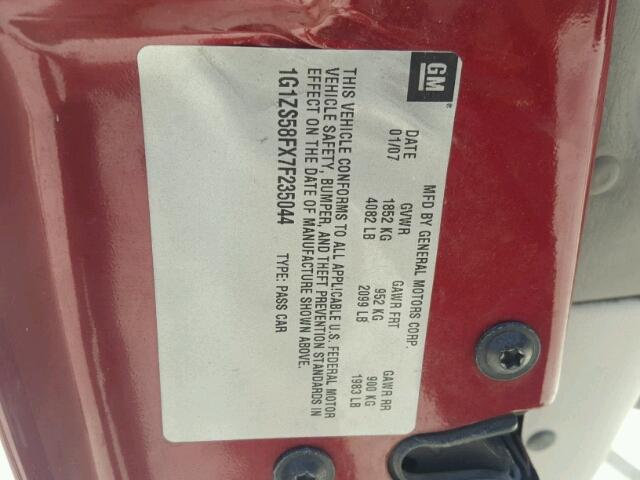 GM
®
MFD BY GENERAL MOTORS CORP.
DATE GVWR GAWR FRT GAWR RR
01/07 1852 KG 952 KG 900 KG
4082 LB 2099 LB 1983 LB
THIS VEHICLE CONFORMS TO ALL APPLICABLE U.S. FEDERAL MOTOR
VEHICLE SAFETY, BUMPER, AND THEFT PREVENTION STANDARDS IN
EFFECT ON THE DATE OF MANUFACTURE SHOWN ABOVE.
1G1ZS58FX7F235044 TYPE: PASS CAR